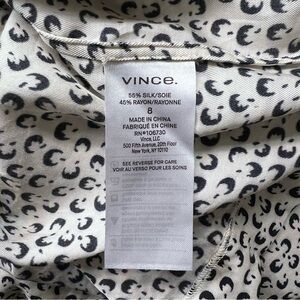 VINCE.
55% SILK/SOIE
45% RAYON/RAYONNE
8
MADE IN CHINA
FABRIQUÉ EN CHINE
RN#106730
Vince, LLC
500 Fifth Avenue, 20th Floor
New York, NY 10110
SEE REVERSE FOR CARE
VOIR AU VERSO POUR LES SOINS